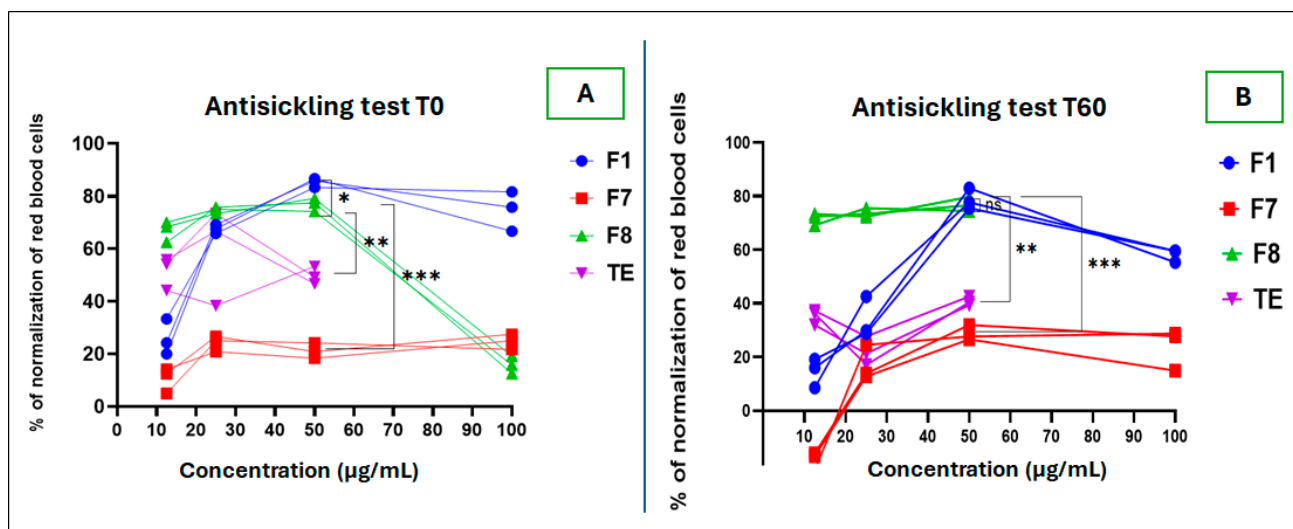 A
Antisickling test T0
% of normalization of red blood cells
100
80
60
40
20
0
0 10 20 30 40 50 60 70 80 90 100
Concentration (µg/mL)
F1
F7
F8
TE
*
**
***
B
Antisickling test T60
% of normalization of red blood cells
100
80
60
40
20
0
10 20 30 40 50 60 70 80 90 100
Concentration (µg/mL)
F1
F7
F8
TE
ns
**
***